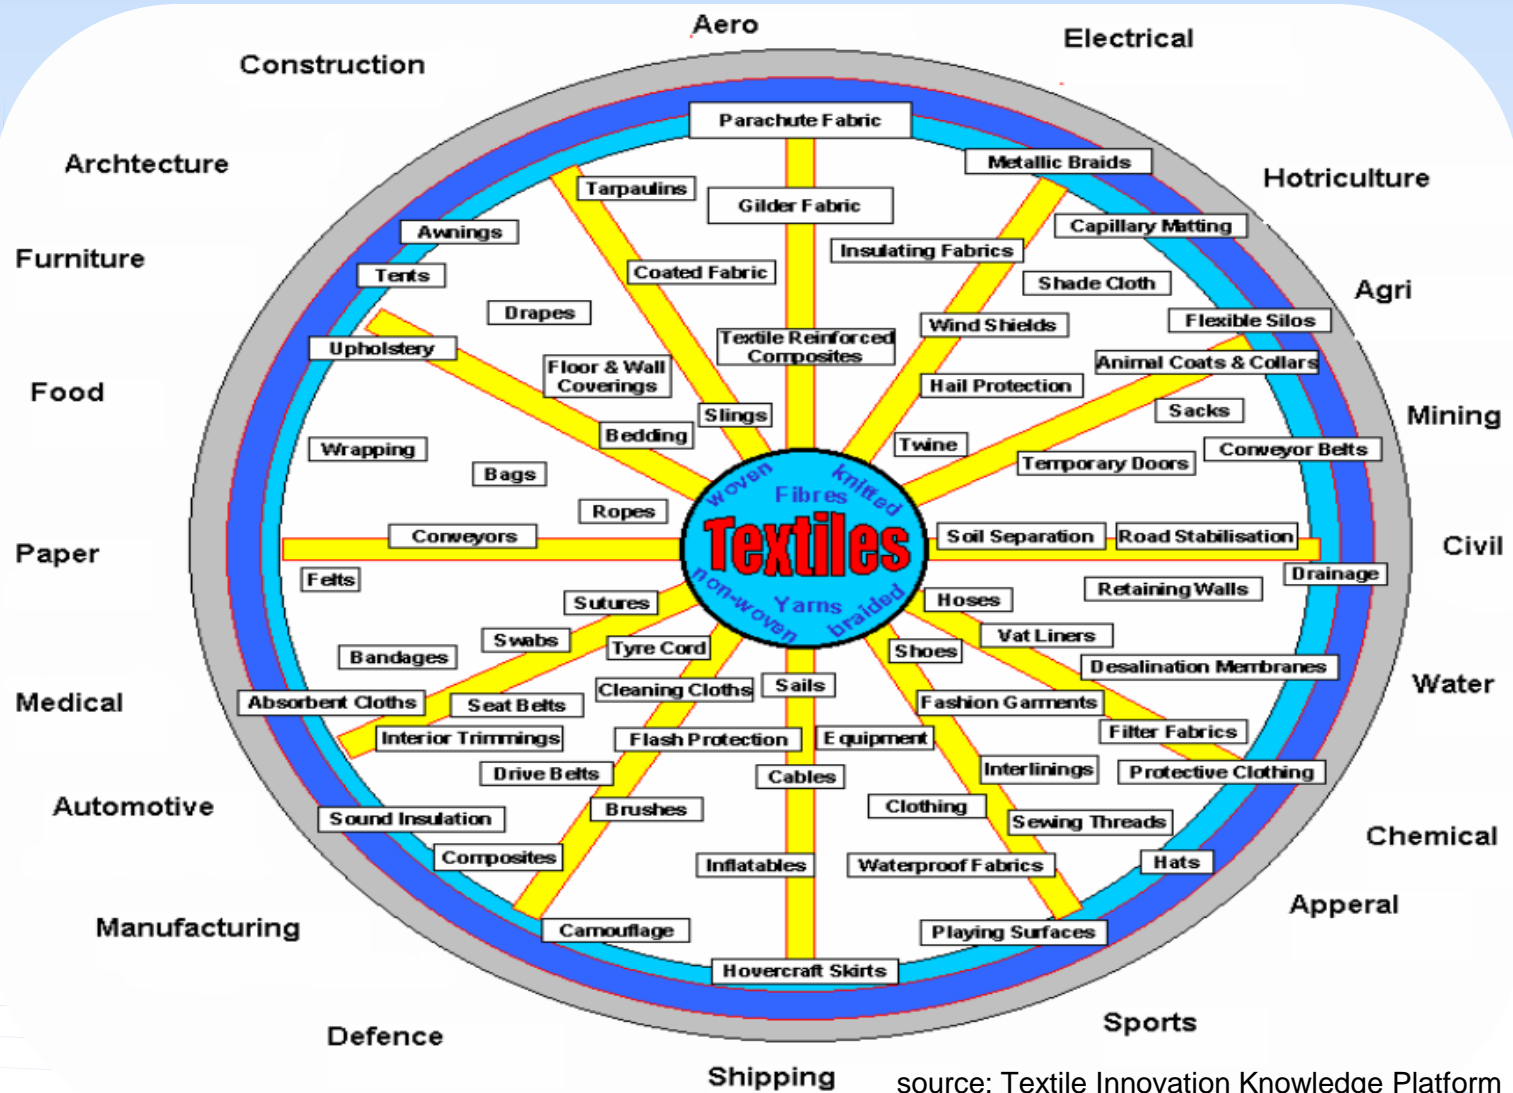 Aero
Electrical
Construction
Parachute Fabric
Archtecture
Metallic Braids
Hotriculture
Tarpaulins
Gilder Fabric
Capillary Matting
Awnings
Insulating Fabrics
Furniture
Tents
Coated Fabric
Shade Cloth
Agri
Drapes
Wind Shields
Flexible Silos
Upholstery
Textile Reinforced
Composites
Floor & Wall
Coverings
Animal Coats & Collars
Food
Hail Protection
Slings
Sacks
Mining
Bedding
Wrapping
Twine
Conveyor Belts
Bags
Temporary Doors
woven
knitted
Fibres
Ropes
Paper
Conveyors
Textiles
Soil Separation
Road Stabilisation
Civil
Felts
Drainage
non-woven
Yarns
braided
Sutures
Hoses
Retaining Walls
Swabs
Tyre Cord
Vat Liners
Bandages
Shoes
Desalination Membranes
Medical
Absorbent Cloths
Seat Belts
Cleaning Cloths
Sails
Fashion Garments
Water
Interior Trimmings
Flash Protection
Equipment
Filter Fabrics
Drive Belts
Cables
Interlinings
Protective Clothing
Automotive
Sound Insulation
Brushes
Clothing
Sewing Threads
Chemical
Composites
Inflatables
Waterproof Fabrics
Hats
Apperal
Manufacturing
Camouflage
Playing Surfaces
Hovercraft Skirts
Defence
Sports
Shipping
source: Textile Innovation Knowledge Platform